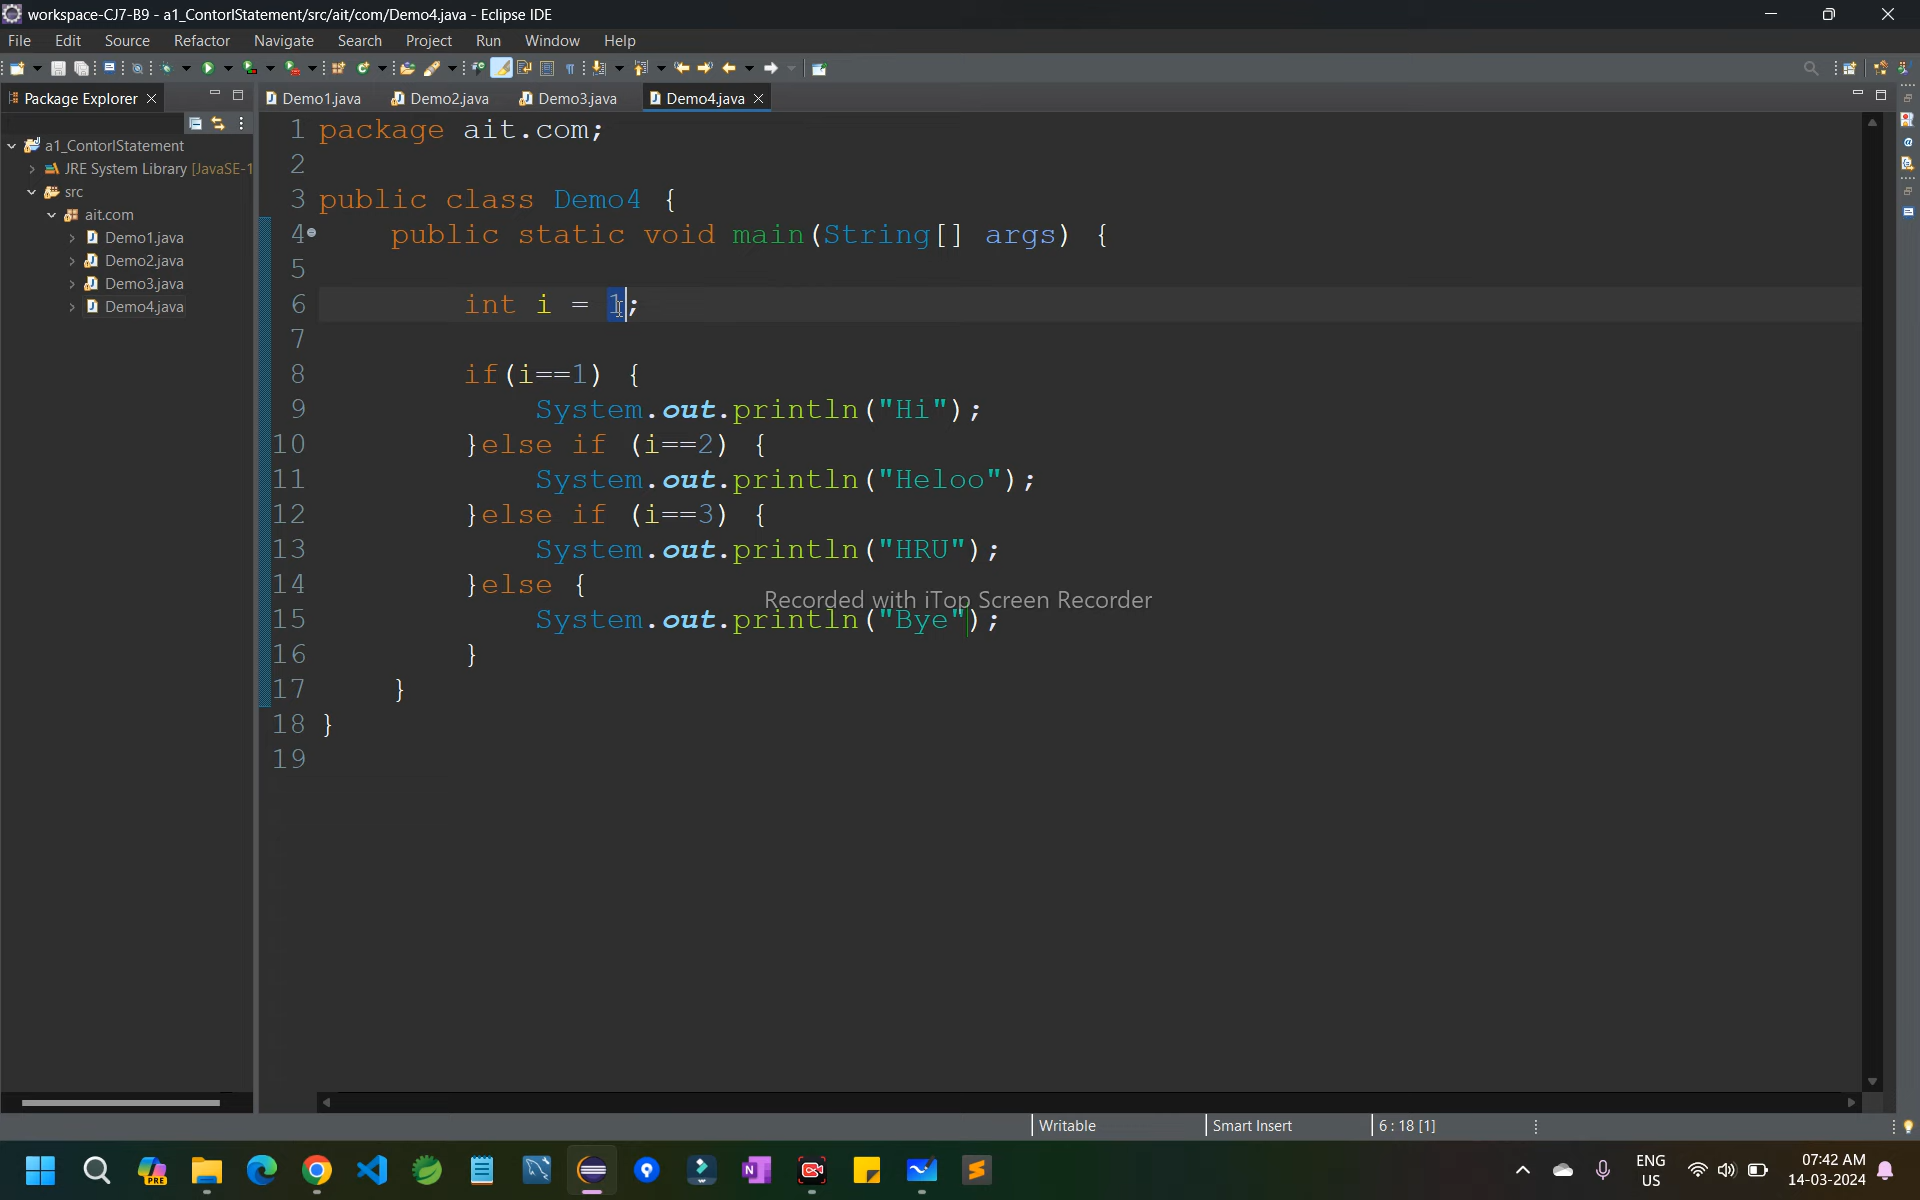 workspace-CJ7-B9 - a1_ContorlStatement/src/ait/com/Demo4.java - Eclipse IDE
File Edit Source Refactor Navigate Search Project Run Window Help
Package Explorer
Demo1.java Demo2.java Demo3.java Demo4.java
a1_ContorlStatement
JRE System Library [JavaSE-1
src
ait.com
Demo1.java
Demo2.java
Demo3.java
Demo4.java
1 package ait.com;
2
3 public class Demo4 {
4 public static void main(String[] args) {
5
6 int i = 1;
7
8 if(i==1) {
9 System.out.println("Hi");
10 }else if (i==2) {
11 System.out.println("Heloo");
12 }else if (i==3) {
13 System.out.println("HRU");
14 }else {
Recorded with iTop Screen Recorder
15 System.out.println("Bye");
16 }
17 }
18 }
19
Writable Smart Insert 6 : 18 [1]
PRE
ENG
US
07:42 AM
14-03-2024